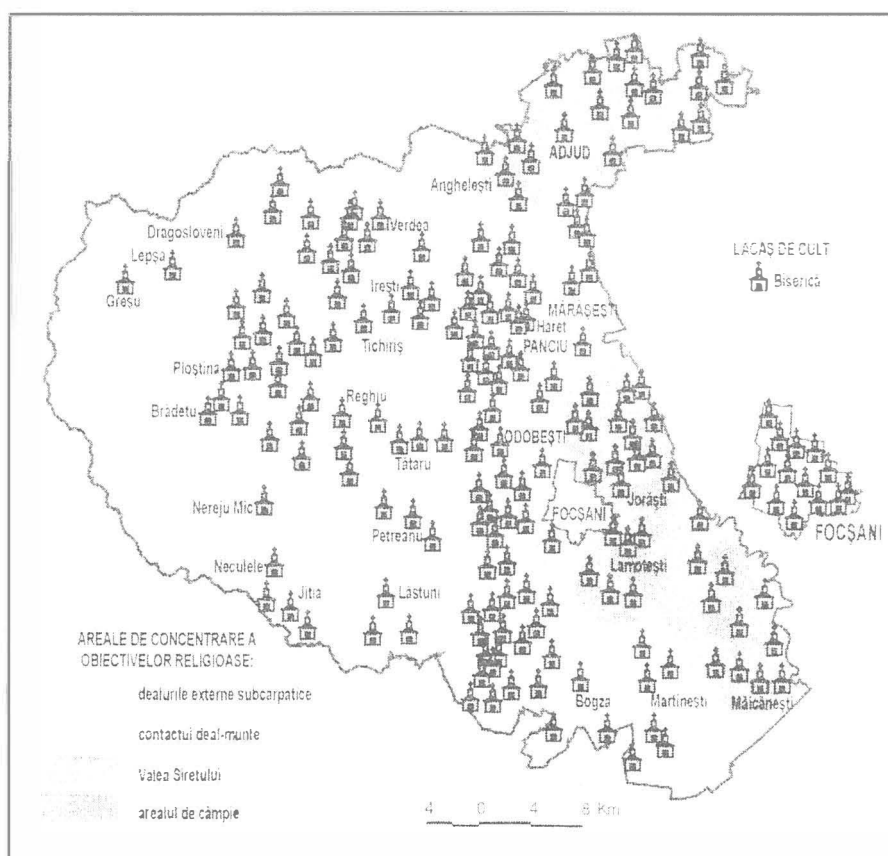 ADJUD
Anghelești
Dragosloveni
Verdea
Lepșa
LĂCAȘ DE CULT
Biserică
Greșu
Irești
MĂRĂȘEȘTI
Haret
Tichiriș
PANCIU
Ploștina
Reghiu
Brădetu
ODOBEȘTI
Tătaru
Jorăști
Nereju Mic
FOCȘANI
Petreanu
FOCȘANI
Neculele
Jitia
Lăstuni
AREALE DE CONCENTRARE A
OBIECTIVELOR RELIGIOASE:
dealurile externe subcarpatice
Bogza
Martinești
Măicănești
contactul deal-munte
Valea Siretului
arealul de câmpie
4 0 4 8 Km